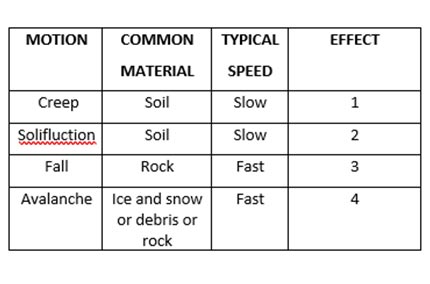 MOTION COMMON TYPICAL EFFECT
MATERIAL SPEED
Creep Soil Slow 1
Solifluction Soil Slow 2
Fall Rock Fast 3
Avalanche Ice and snow Fast 4
or debris or
rock